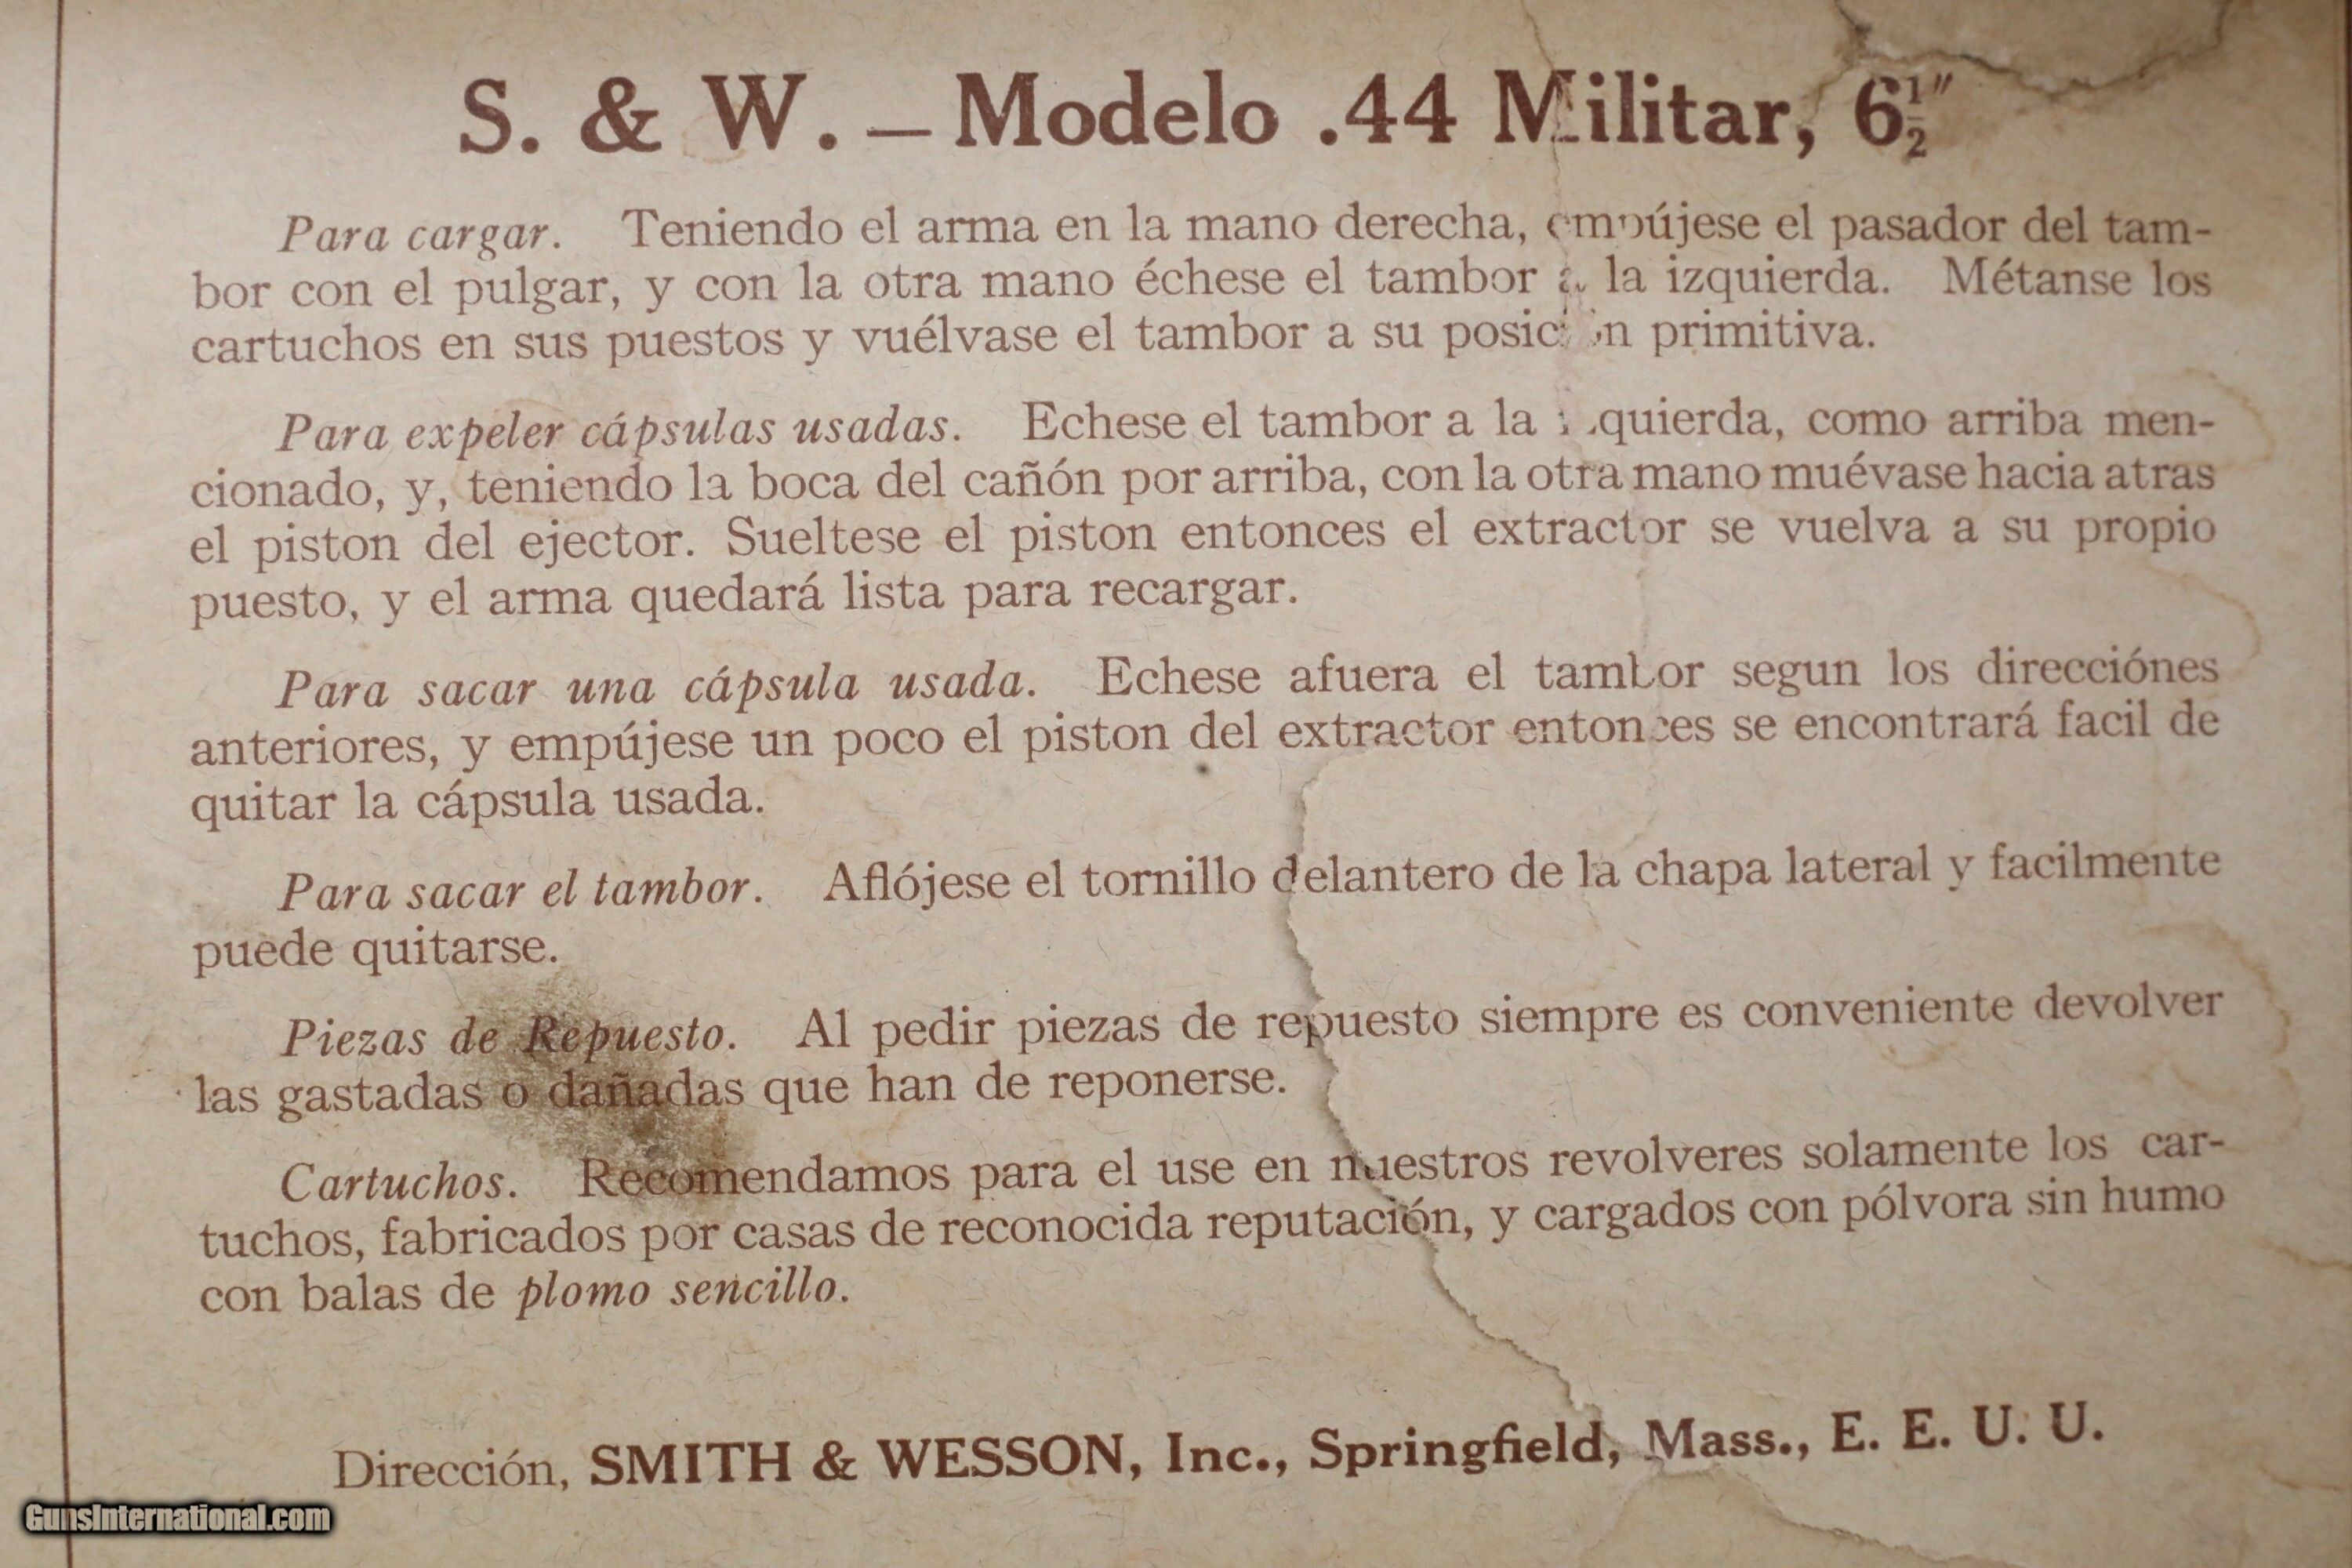 S. & W. — Modelo .44 Militar, 6½"
Para cargar. Teniendo el arma en la mano derecha, empújese el pasador del tam-
bor con el pulgar, y con la otra mano échese el tambor a la izquierda. Métanse los
cartuchos en sus puestos y vuélvase el tambor a su posición primitiva.
Para expeler cápsulas usadas. Echese el tambor a la izquierda, como arriba men-
cionado, y, teniendo la boca del cañón por arriba, con la otra mano muévase hacia atras
el piston del ejector. Sueltese el piston entonces el extractor se vuelva a su propio
puesto, y el arma quedará lista para recargar.
Para sacar una cápsula usada. Echese afuera el tambor segun los direcciónes
anteriores, y empújese un poco el piston del extractor entonces se encontrará facil de
quitar la cápsula usada.
Para sacar el tambor. Aflójese el tornillo delantero de la chapa lateral y facilmente
puede quitarse.
Piezas de Repuesto. Al pedir piezas de repuesto siempre es conveniente devolver
las gastadas o dañadas que han de reponerse.
Cartuchos. Recomendamos para el use en nuestros revolveres solamente los car-
tuchos, fabricados por casas de reconocida reputación, y cargados con pólvora sin humo
con balas de plomo sencillo.
Dirección, SMITH & WESSON, Inc., Springfield, Mass., E. E. U. U.
GunsInternational.com